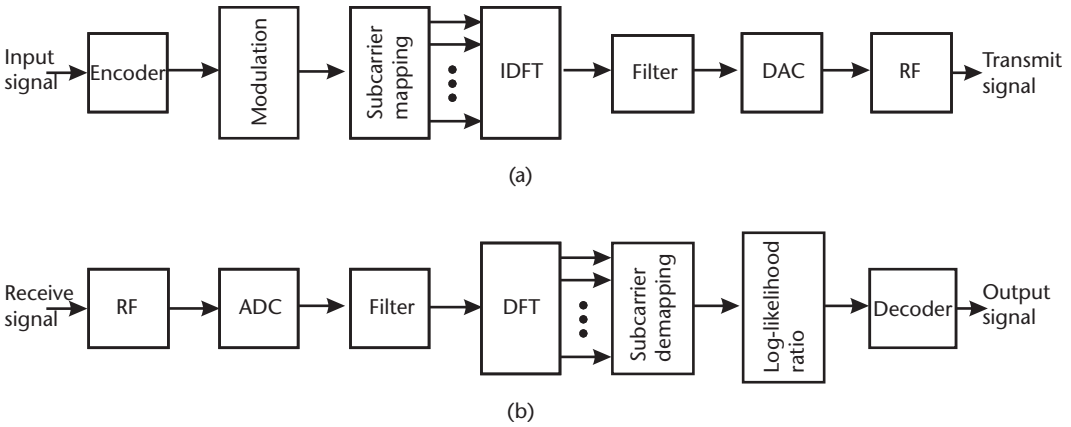 Input
signal
Encoder
Modulation
Subcarrier
mapping
IDFT
Filter
DAC
RF
Transmit
signal
(a)
Receive
signal
RF
ADC
Filter
DFT
Subcarrier
demapping
Log-likelihood
ratio
Decoder
Output
signal
(b)